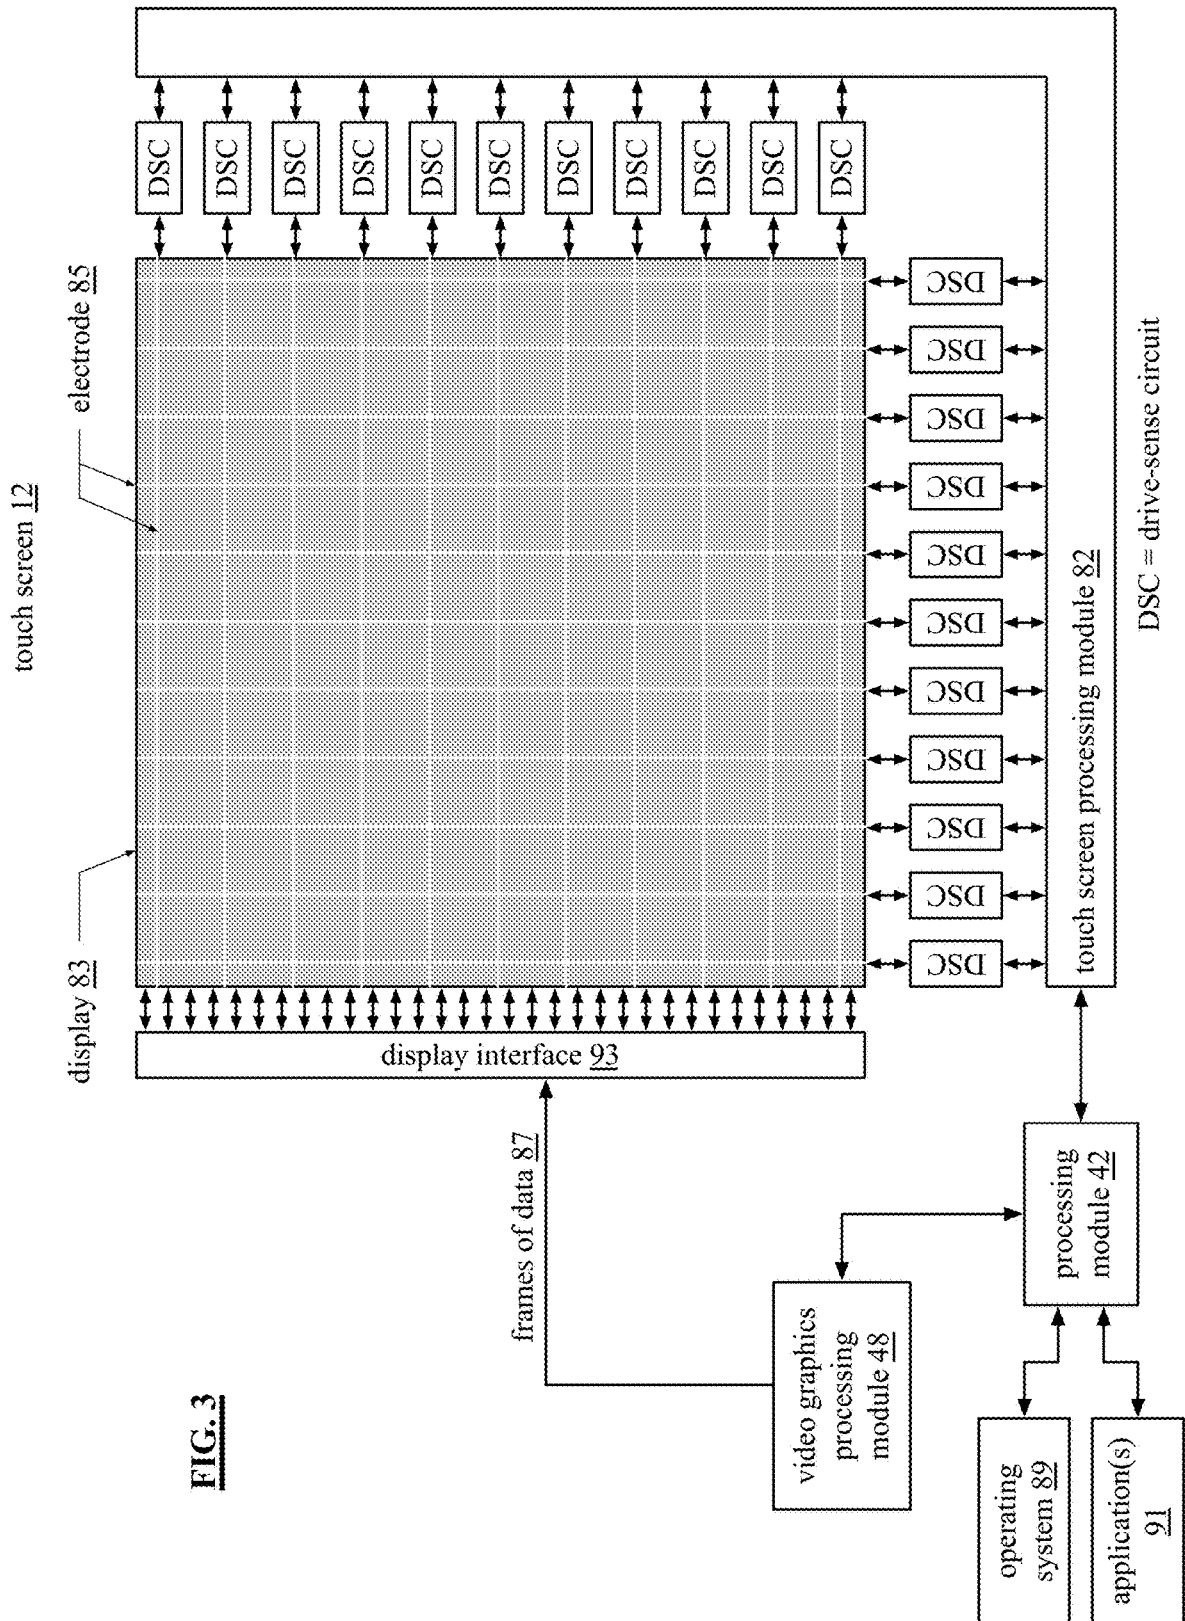 touch screen 12
display 83
electrode 85
DSC
DSC
DSC
DSC
DSC
DSC
DSC
DSC
DSC
DSC
DSC
FIG. 3
display interface 93
frames of data 87
video graphics
processing
module 48
DSC
DSC
DSC
DSC
DSC
DSC
DSC
DSC
DSC
DSC
DSC
operating
system 89
processing
module 42
touch screen processing module 82
application(s)
91
DSC = drive-sense circuit